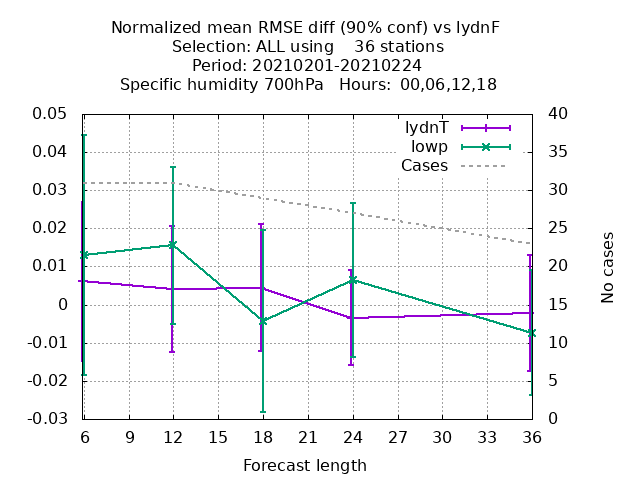 Normalized mean RMSE diff (90% conf) vs lydnF
Selection: ALL using    36 stations
Period: 20210201-20210224
Specific humidity 700hPa   Hours:  00,06,12,18
lydnT
lowp
Cases
0.05
0.04
0.03
0.02
0.01
0
-0.01
-0.02
-0.03
40
35
30
25
20
15
10
5
0
No cases
6 9 12 15 18 21 24 27 30 33 36
Forecast length